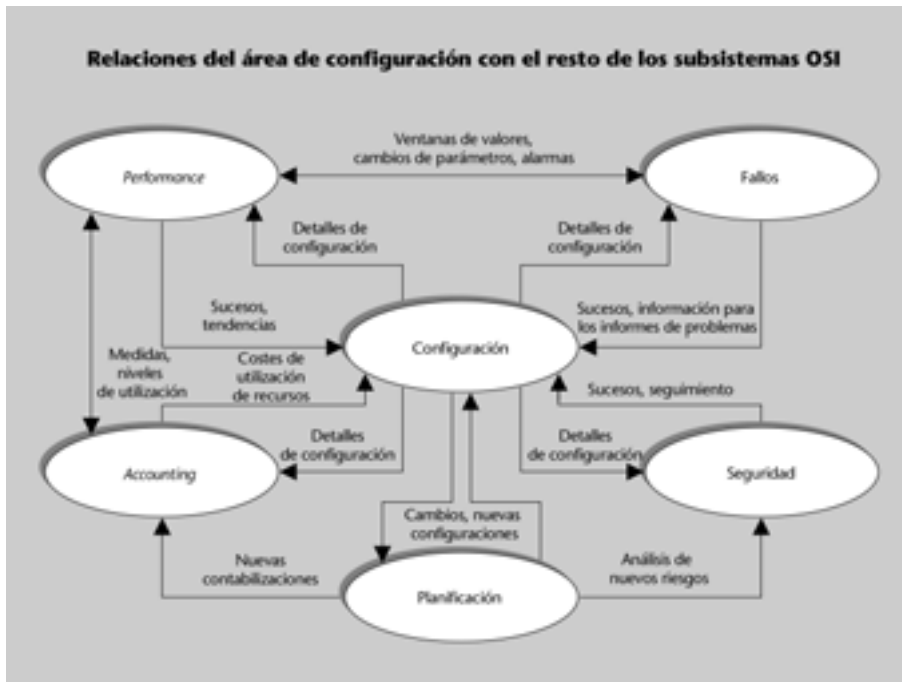 Relaciones del área de configuración con el resto de los subsistemas OSI
Ventanas de valores,
cambios de parámetros, alarmas
Performance
Fallos
Detalles de
configuración
Detalles de
configuración
Sucesos,
tendencias
Sucesos, información para
los informes de problemas
Configuración
Medidas,
niveles
de utilización
Costes de
utilización
de recursos
Sucesos, seguimiento
Detalles
de configuración
Detalles
de configuración
Accounting
Seguridad
Cambios, nuevas
configuraciones
Nuevas
contabilizaciones
Análisis de
nuevos riesgos
Planificación